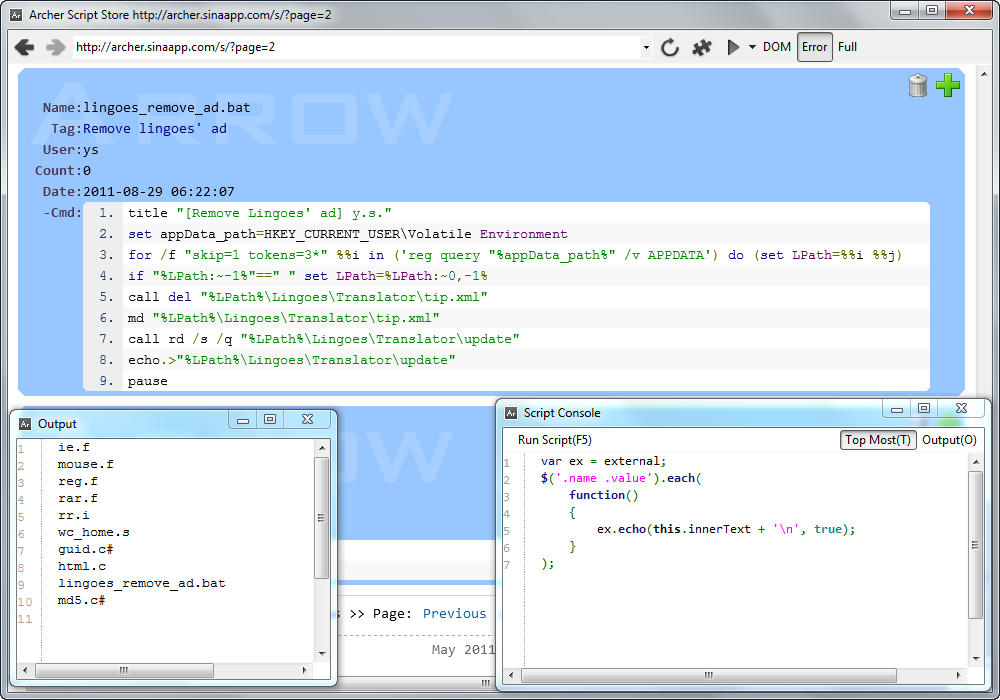 Archer Script Store http://archer.sinaapp.com/s/?page=2
http://archer.sinaapp.com/s/?page=2
DOM Error Full
ARROW
Name:lingoes_remove_ad.bat
Tag:Remove lingoes' ad
User:ys
Count:0
Date:2011-08-29 06:22:07
-Cmd:
1. title "[Remove Lingoes' ad] y.s."
2. set appData_path=HKEY_CURRENT_USER\Volatile Environment
3. for /f "skip=1 tokens=3*" %%i in ('reg query "%appData_path%" /v APPDATA') do (set LPath=%%i %%j)
4. if "%LPath:~-1%"==" " set LPath=%LPath:~0,-1%
5. call del "%LPath%\Lingoes\Translator\tip.xml"
6. md "%LPath%\Lingoes\Translator\tip.xml"
7. call rd /s /q "%LPath%\Lingoes\Translator\update"
8. echo.>"%LPath%\Lingoes\Translator\update"
9. pause
ROW
s >> Page: Previous
May 2011
Ar Output
1 ie.f
2 mouse.f
3 reg.f
4 rar.f
5 rr.i
6 wc_home.s
7 guid.c#
8 html.c
9 lingoes_remove_ad.bat
10 md5.c#
11
Ar Script Console
Run Script(F5) Top Most(T) Output(O)
1 var ex = external;
2 $('.name .value').each(
3 function()
4 {
5 ex.echo(this.innerText + '\n', true);
6 }
7 );